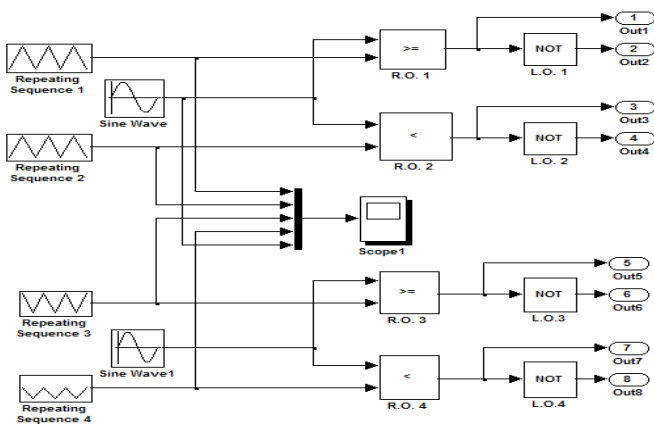 1
Out1
>=
NOT
2
Out2
R.O. 1
L.O. 1
Repeating
Sequence 1
Sine Wave
3
Out3
<
NOT
4
Out4
R.O. 2
L.O. 2
Repeating
Sequence 2
Scope1
5
Out5
>=
NOT
6
Out6
R.O. 3
L.O.3
Repeating
Sequence 3
Sine Wave1
7
Out7
<
NOT
8
Out8
R.O. 4
L.O.4
Repeating
Sequence 4